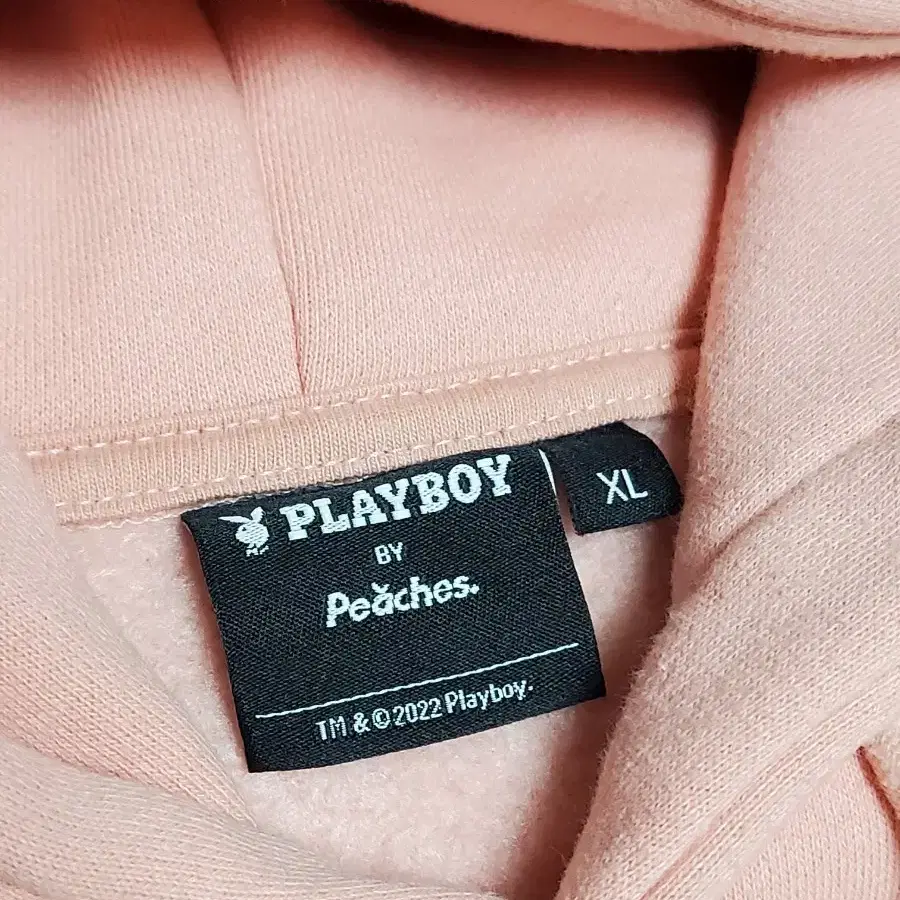 PLAYBOY
BY
Peaches.
TM & © 2022 Playboy.
XL